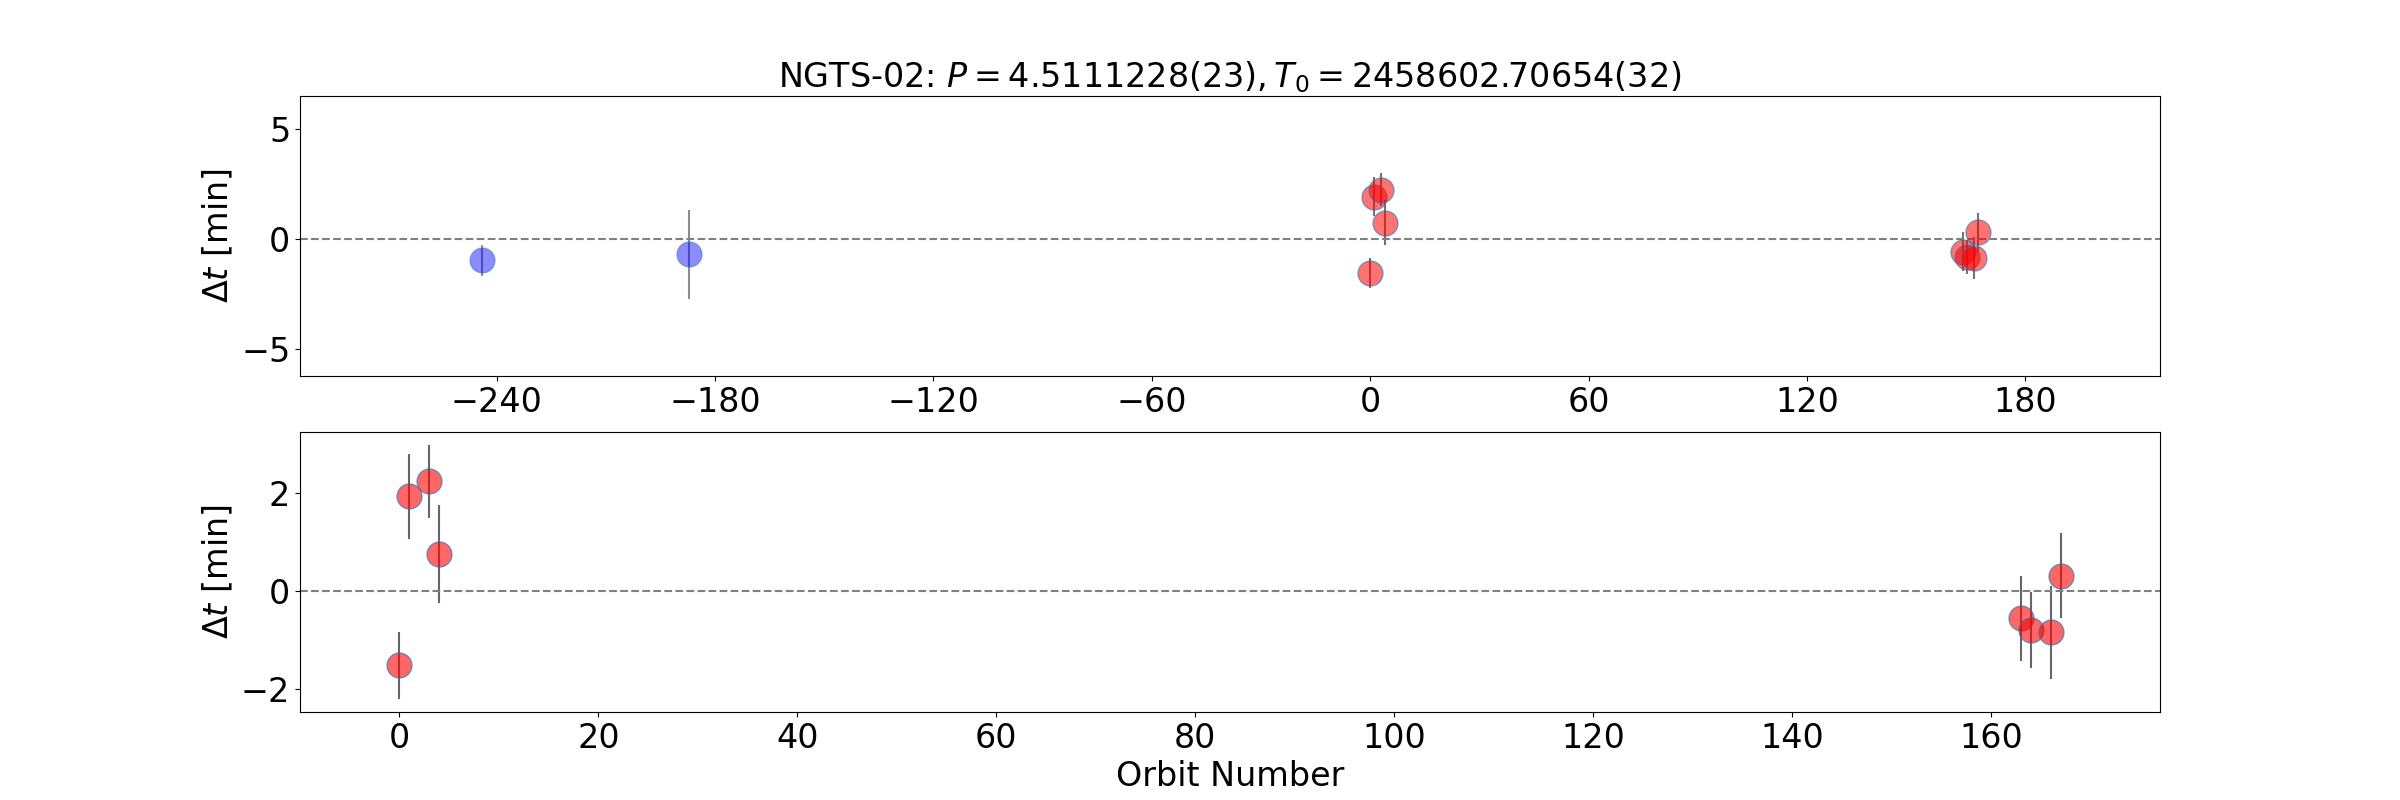 NGTS-02: P = 4.5111228(23), T₀ = 2458602.70654(32)
5
0
−5
Δt [min]
−240 −180 −120 −60 0 60 120 180
2
0
−2
Δt [min]
0 20 40 60 80 100 120 140 160
Orbit Number